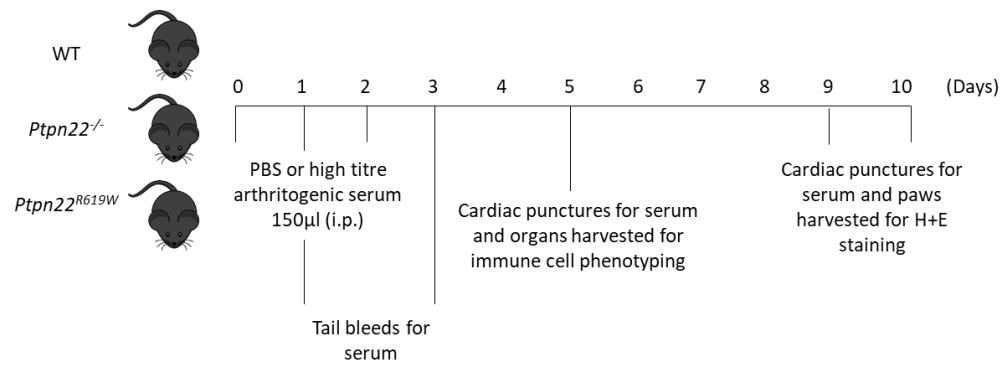 WT
Ptpn22-/-
Ptpn22R619W
0 1 2 3 4 5 6 7 8 9 10 (Days)
PBS or high titre
arthritogenic serum
150µl (i.p.)
Tail bleeds for
serum
Cardiac punctures for serum
and organs harvested for
immune cell phenotyping
Cardiac punctures for
serum and paws
harvested for H+E
staining